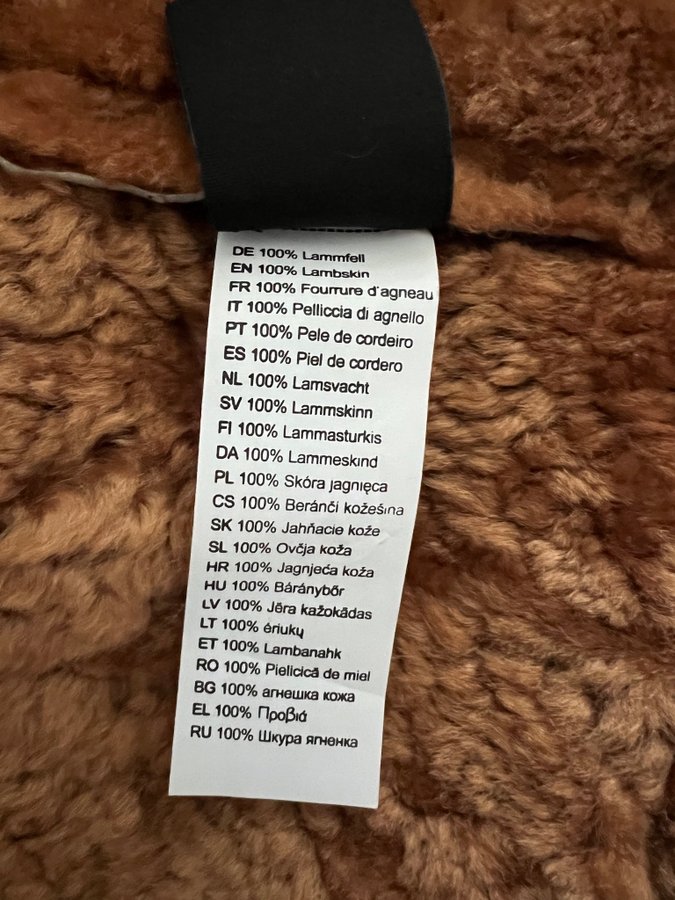 DE 100% Lammfell
EN 100% Lambskin
FR 100% Fourrure d'agneau
IT 100% Pelliccia di agnello
PT 100% Pele de cordeiro
ES 100% Piel de cordero
NL 100% Lamsvacht
SV 100% Lammskinn
FI 100% Lammasturkis
DA 100% Lammeskind
PL 100% Skóra jagnięca
CS 100% Beránčí kožešina
SK 100% Jahňacie kože
SL 100% Ovčja koža
HR 100% Jagnjeća koža
HU 100% Báránybőr
LV 100% Jēra kažokādas
LT 100% ėriukų
ET 100% Lambanahk
RO 100% Pielicică de miel
BG 100% агнешка кожа
EL 100% Προβιά
RU 100% Шкура ягненка